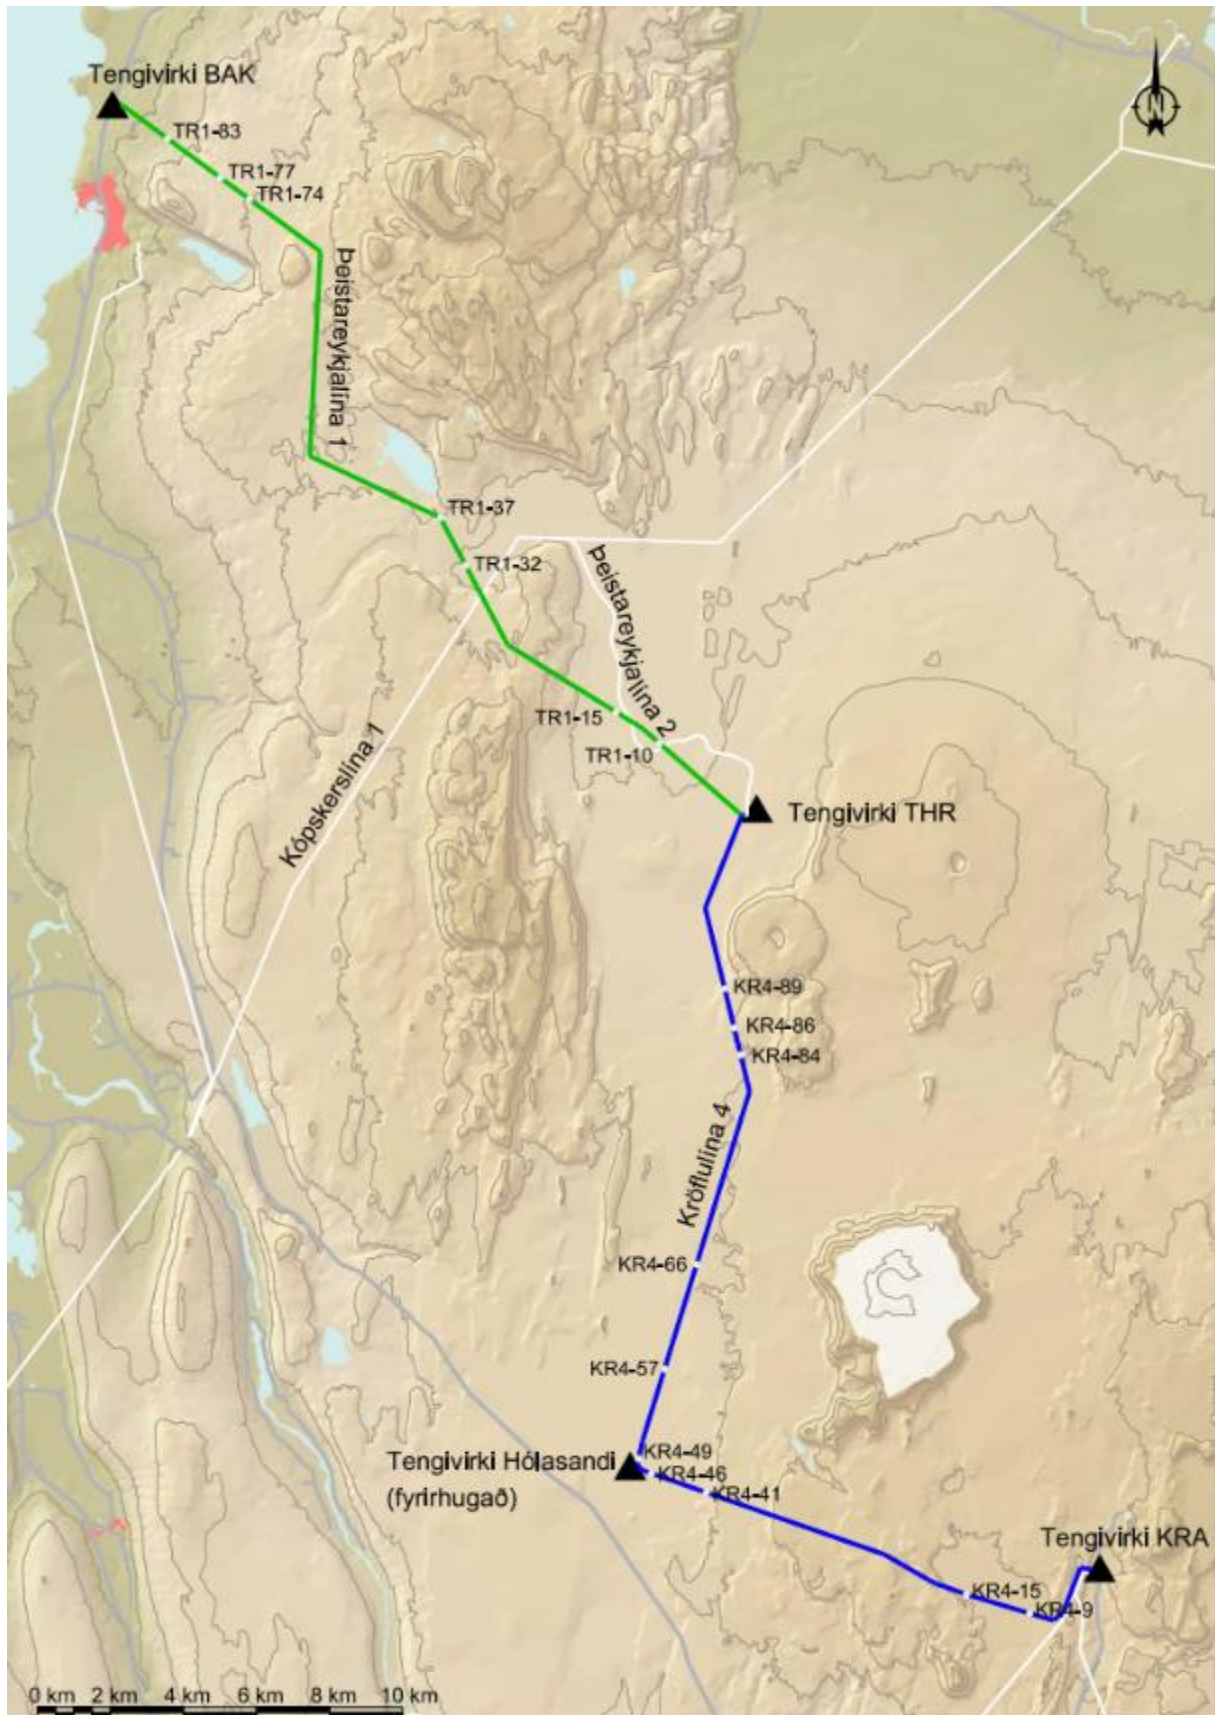 N
Tengivirki BAK
TR1-83
TR1-77
TR1-74
Þeistareykjalína 1
TR1-37
TR1-32
Þeistareykjalína 2
TR1-15
TR1-10
Tengivirki THR
Kópskerslína 1
KR4-89
KR4-86
KR4-84
Kröflulína 4
KR4-66
KR4-57
KR4-49
Tengivirki Hólasandi
KR4-46
(fyrirhugað)
KR4-41
Tengivirki KRA
KR4-15
KR4-9
0 km 2 km 4 km 6 km 8 km 10 km